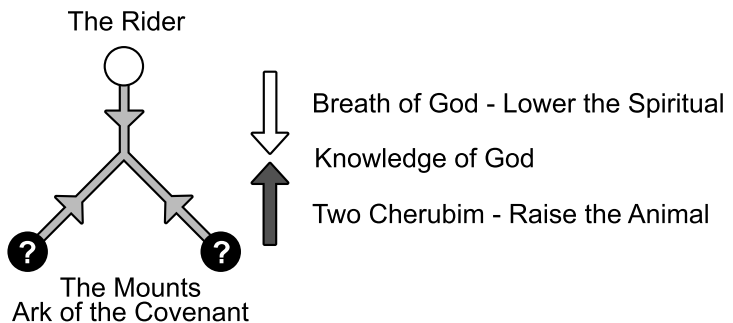 The Rider
Breath of God - Lower the Spiritual
Knowledge of God
Two Cherubim - Raise the Animal
? ?
The Mounts
Ark of the Covenant